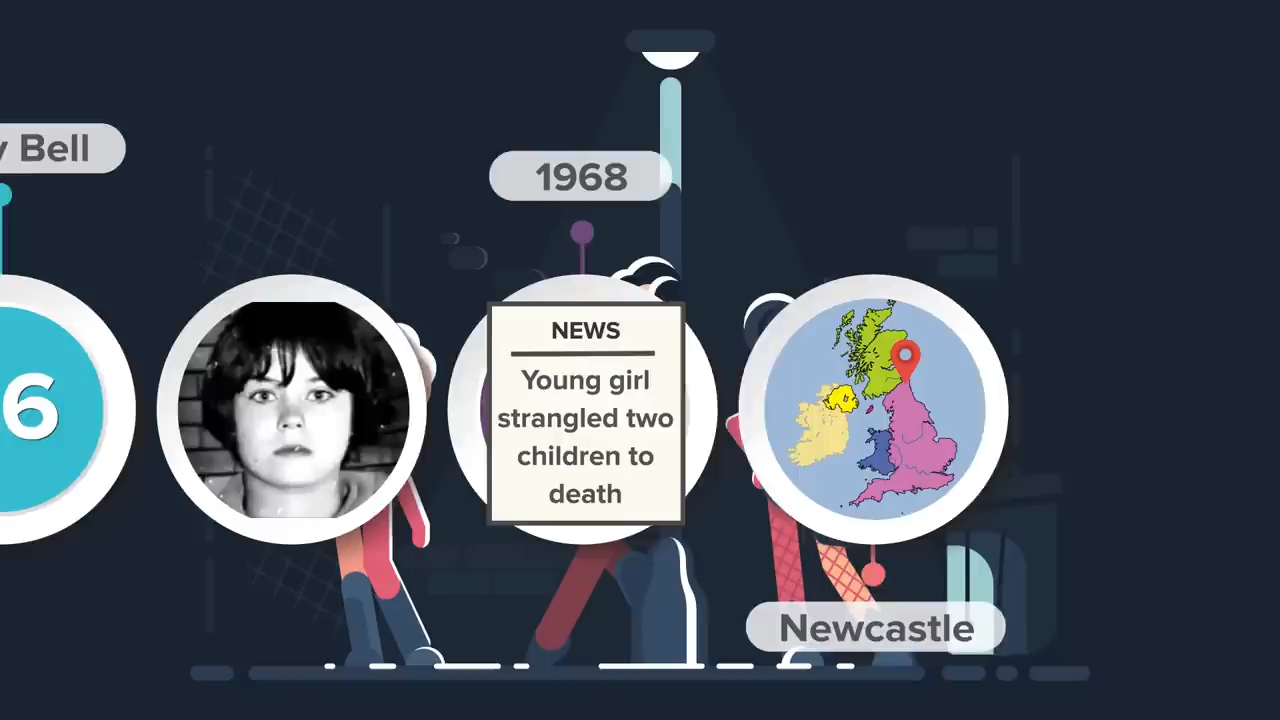 y Bell
1968
6
NEWS
Young girl
strangled two
children to
death
Newcastle